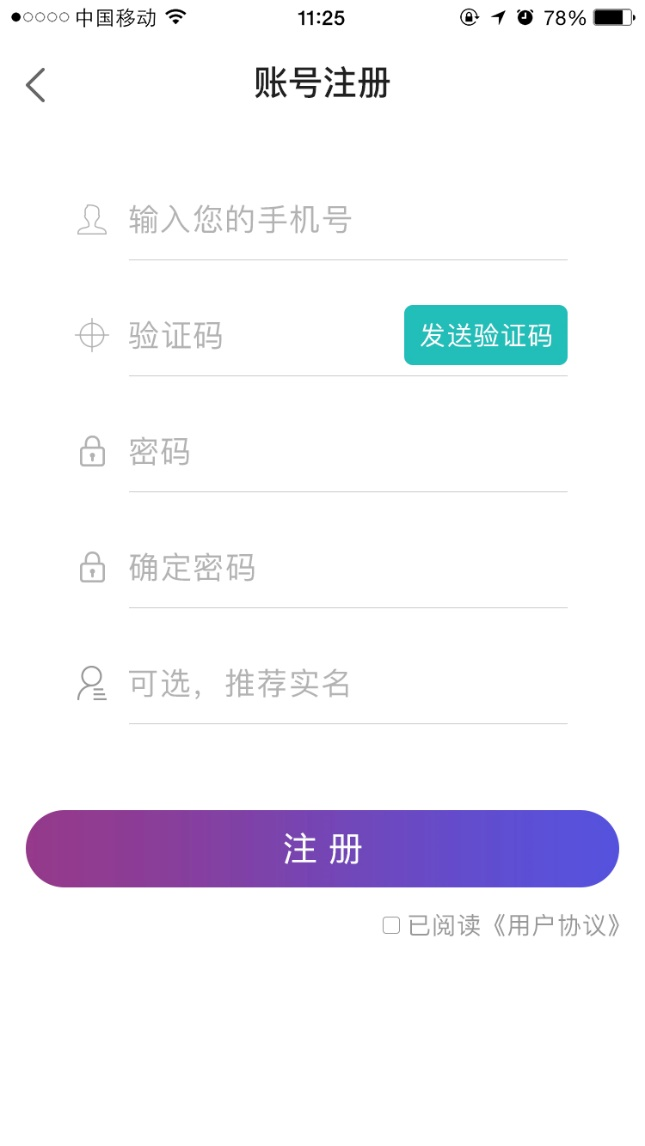 中国移动 11:25 78%
账号注册
输入您的手机号
验证码 发送验证码
密码
确定密码
可选，推荐实名
注 册
已阅读《用户协议》